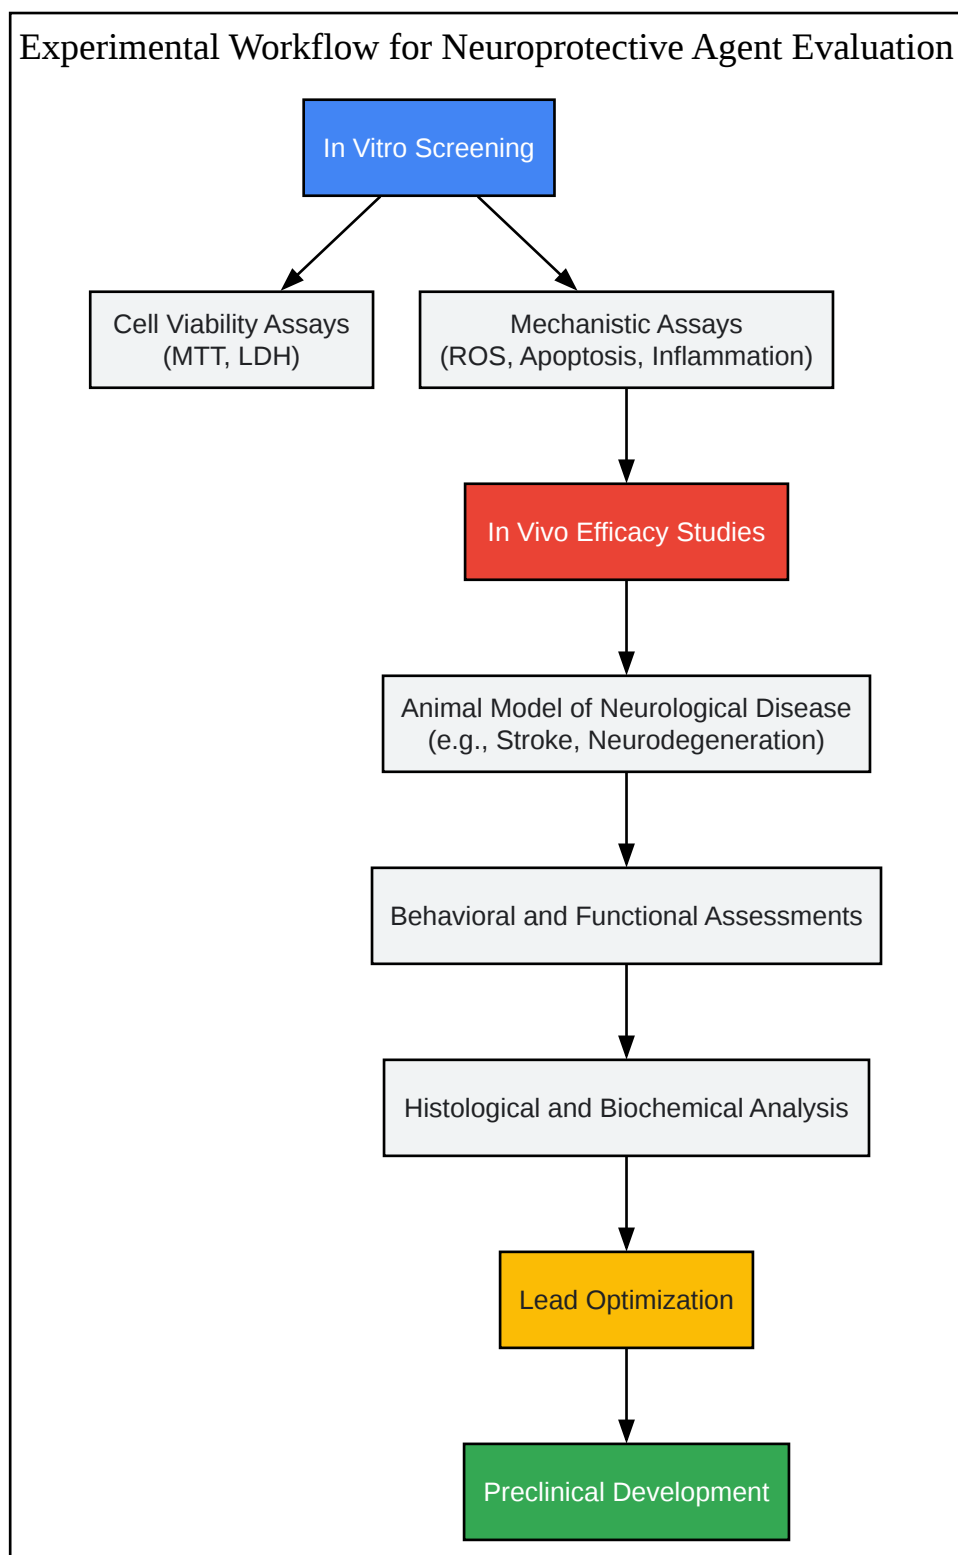 Experimental Workflow for Neuroprotective Agent Evaluation
In Vitro Screening
Cell Viability Assays
(MTT, LDH)
Mechanistic Assays
(ROS, Apoptosis, Inflammation)
In Vivo Efficacy Studies
Animal Model of Neurological Disease
(e.g., Stroke, Neurodegeneration)
Behavioral and Functional Assessments
Histological and Biochemical Analysis
Lead Optimization
Preclinical Development